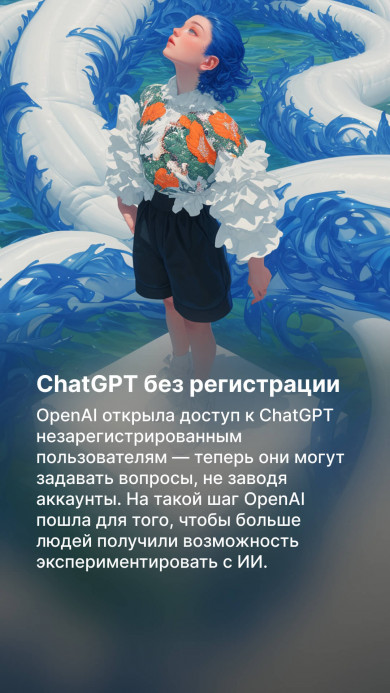 ChatGPT без регистрации
OpenAI открыла доступ к ChatGPT
незарегистрированным
пользователям — теперь они могут
задавать вопросы, не заводя
аккаунты. На такой шаг OpenAI
пошла для того, чтобы больше
людей получили возможность
экспериментировать с ИИ.